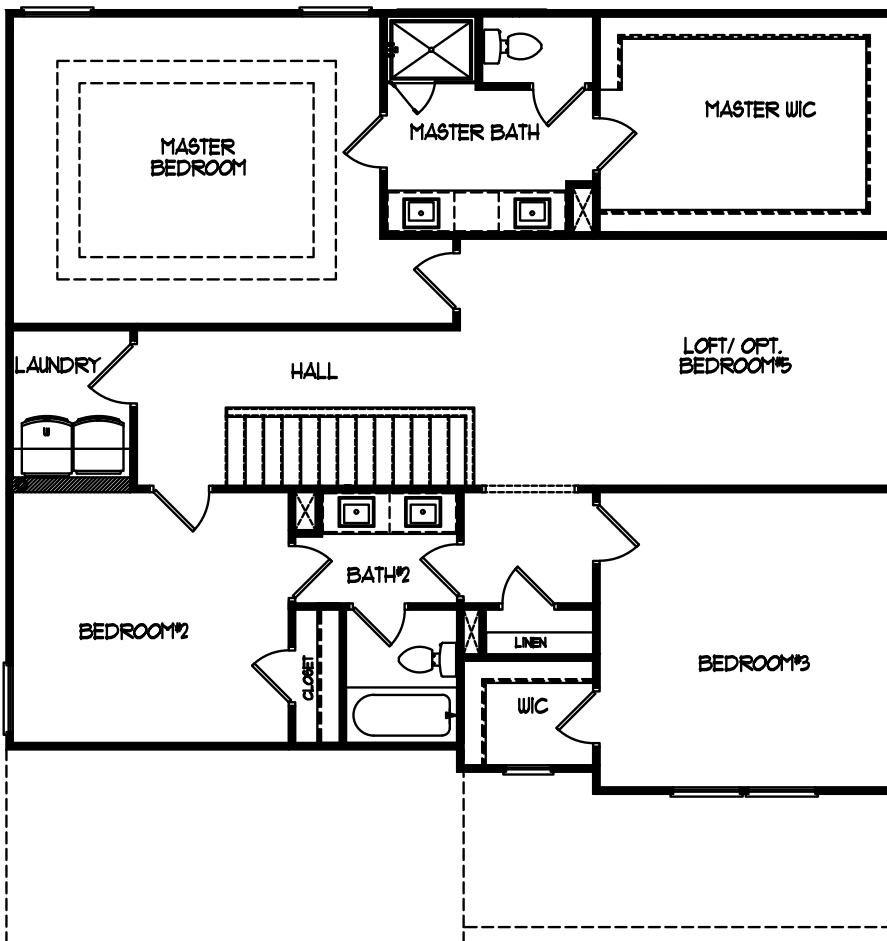 MASTER WIC
MASTER BATH
MASTER
BEDROOM
LOFT/ OPT.
BEDROOM#5
LAUNDRY
HALL
W
BATH#2
BEDROOM#2
LINEN
CLOSET
BEDROOM#3
WIC